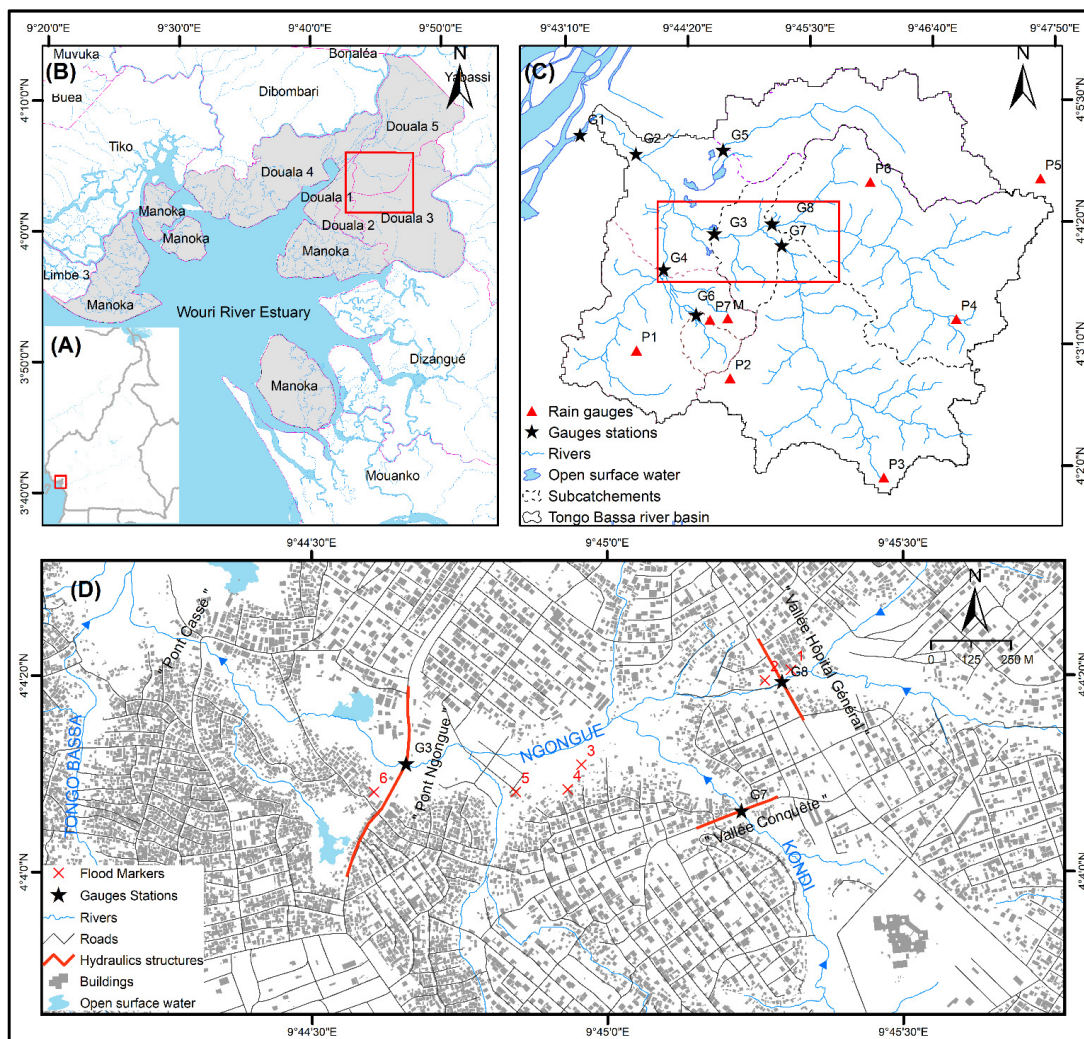 9°20'0"E 9°30'0"E 9°40'0"E 9°50'0"E
4°10'0"N
4°0'0"N
3°50'0"N
3°40'0"N
(B)
Muvuka
Bonaléa
N
Yabassi
Buea
Dibombari
Douala 5
Tiko
Douala 4
Douala 1
Manoka
Douala 3
Douala 2
Manoka
Manoka
Limbe 3
Manoka
Wouri River Estuary
(A)
Dizangué
Manoka
Mouanko
9°43'10"E 9°44'20"E 9°45'30"E 9°46'40"E 9°47'50"E
4°5'30"N
4°4'20"N
4°3'10"N
4°2'0"N
(C)
N
G1
G2
G5
P6
P5
G8
G3
G7
G4
G6
P7
M
P4
P1
P2
P3
Rain gauges
Gauges stations
Rivers
Open surface water
Subcatchements
Tongo Bassa river basin
9°44'30"E 9°45'0"E 9°45'30"E
4°4'20"N
4°4'0"N
4°4'20"N
4°4'0"N
(D)
N
0 125 250 M
" Pont Cassé "
" Vallée Hôpital Général "
1
2
G8
TONGO BASSA
" Pont Ngongue "
NGONGUE
G3
3
4
5
6
G7
" Vallée Conquête "
KONDI
Flood Markers
Gauges Stations
Rivers
Roads
Hydraulics structures
Buildings
Open surface water
9°44'30"E 9°45'0"E 9°45'30"E